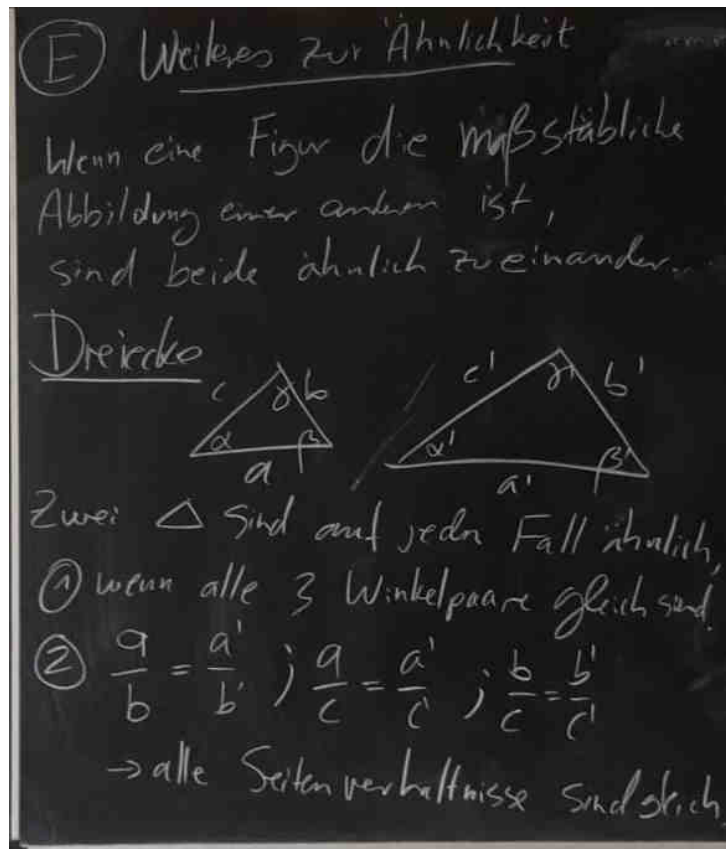 E Weiteres zur Ähnlichkeit
Wenn eine Figur die maßstäbliche
Abbildung einer anderen ist,
sind beide ähnlich zueinander.
Dreiecke
c γ b c' γ' b'
α β α' β'
a a'
Zwei △ sind auf jeden Fall ähnlich,
① wenn alle 3 Winkelpaare gleich sind.
② a/b = a'/b' ; a/c = a'/c' ; b/c = b'/c'
→ alle Seitenverhältnisse sind gleich.